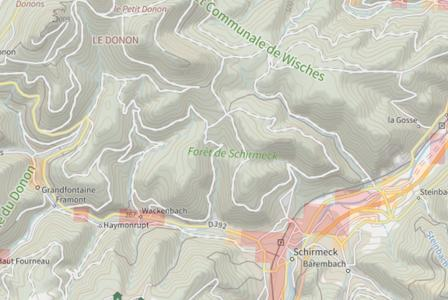 Donons
le Petit Donon
LE DONON
t Communale de Wisches
la Gosse
Forêt de Schirmeck
Grandfontaine
Framont
Wackenbach
Haymonrupt
D392
Steinba
Schirmeck
Barembach
Haut Fourneau
e du Donon